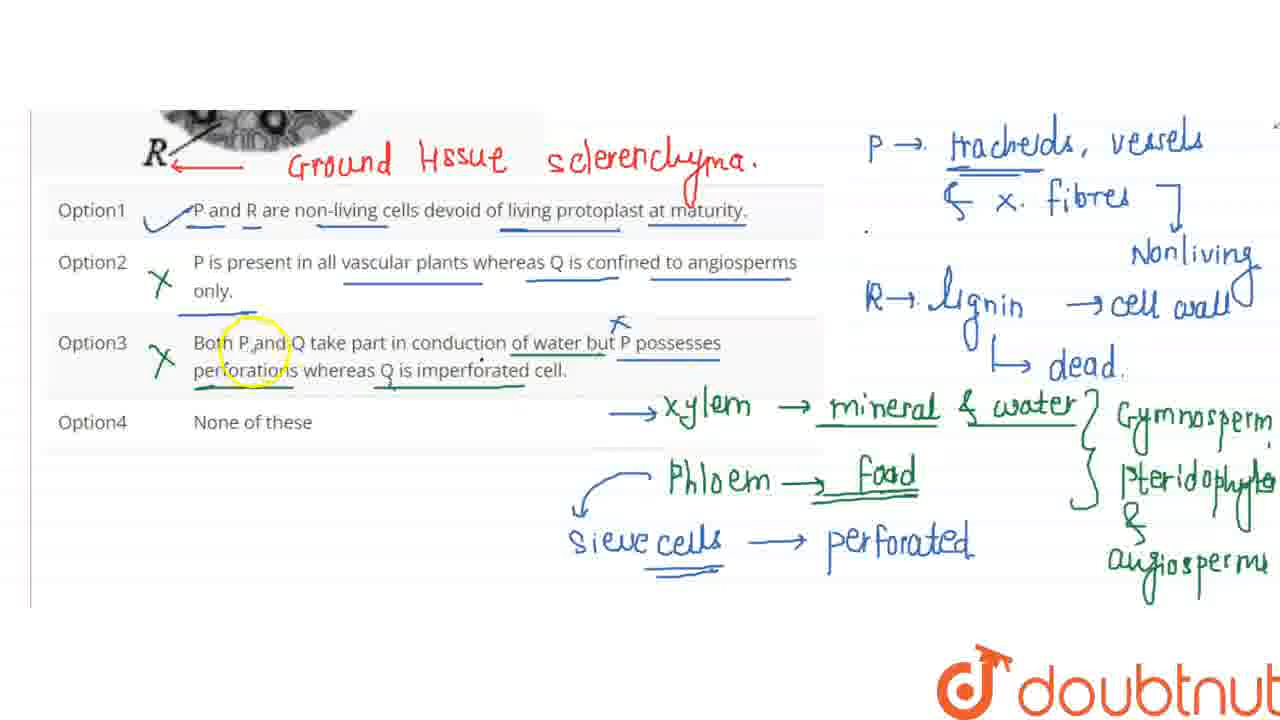 R
Ground tissue sclerenchyma.
Option1 P and R are non-living cells devoid of living protoplast at maturity.
Option2 P is present in all vascular plants whereas Q is confined to angiosperms
only.
Option3 Both P and Q take part in conduction of water but P possesses
perforations whereas Q is imperforated cell.
Option4 None of these
P → tracheids, vessels
& x. fibres
Nonliving
R → lignin → cell wall
dead.
→ xylem → mineral & water
Phloem → food
Sieve cells → perforated
Gymnosperm,
pteridophyte
&
angiosperms
doubtnut